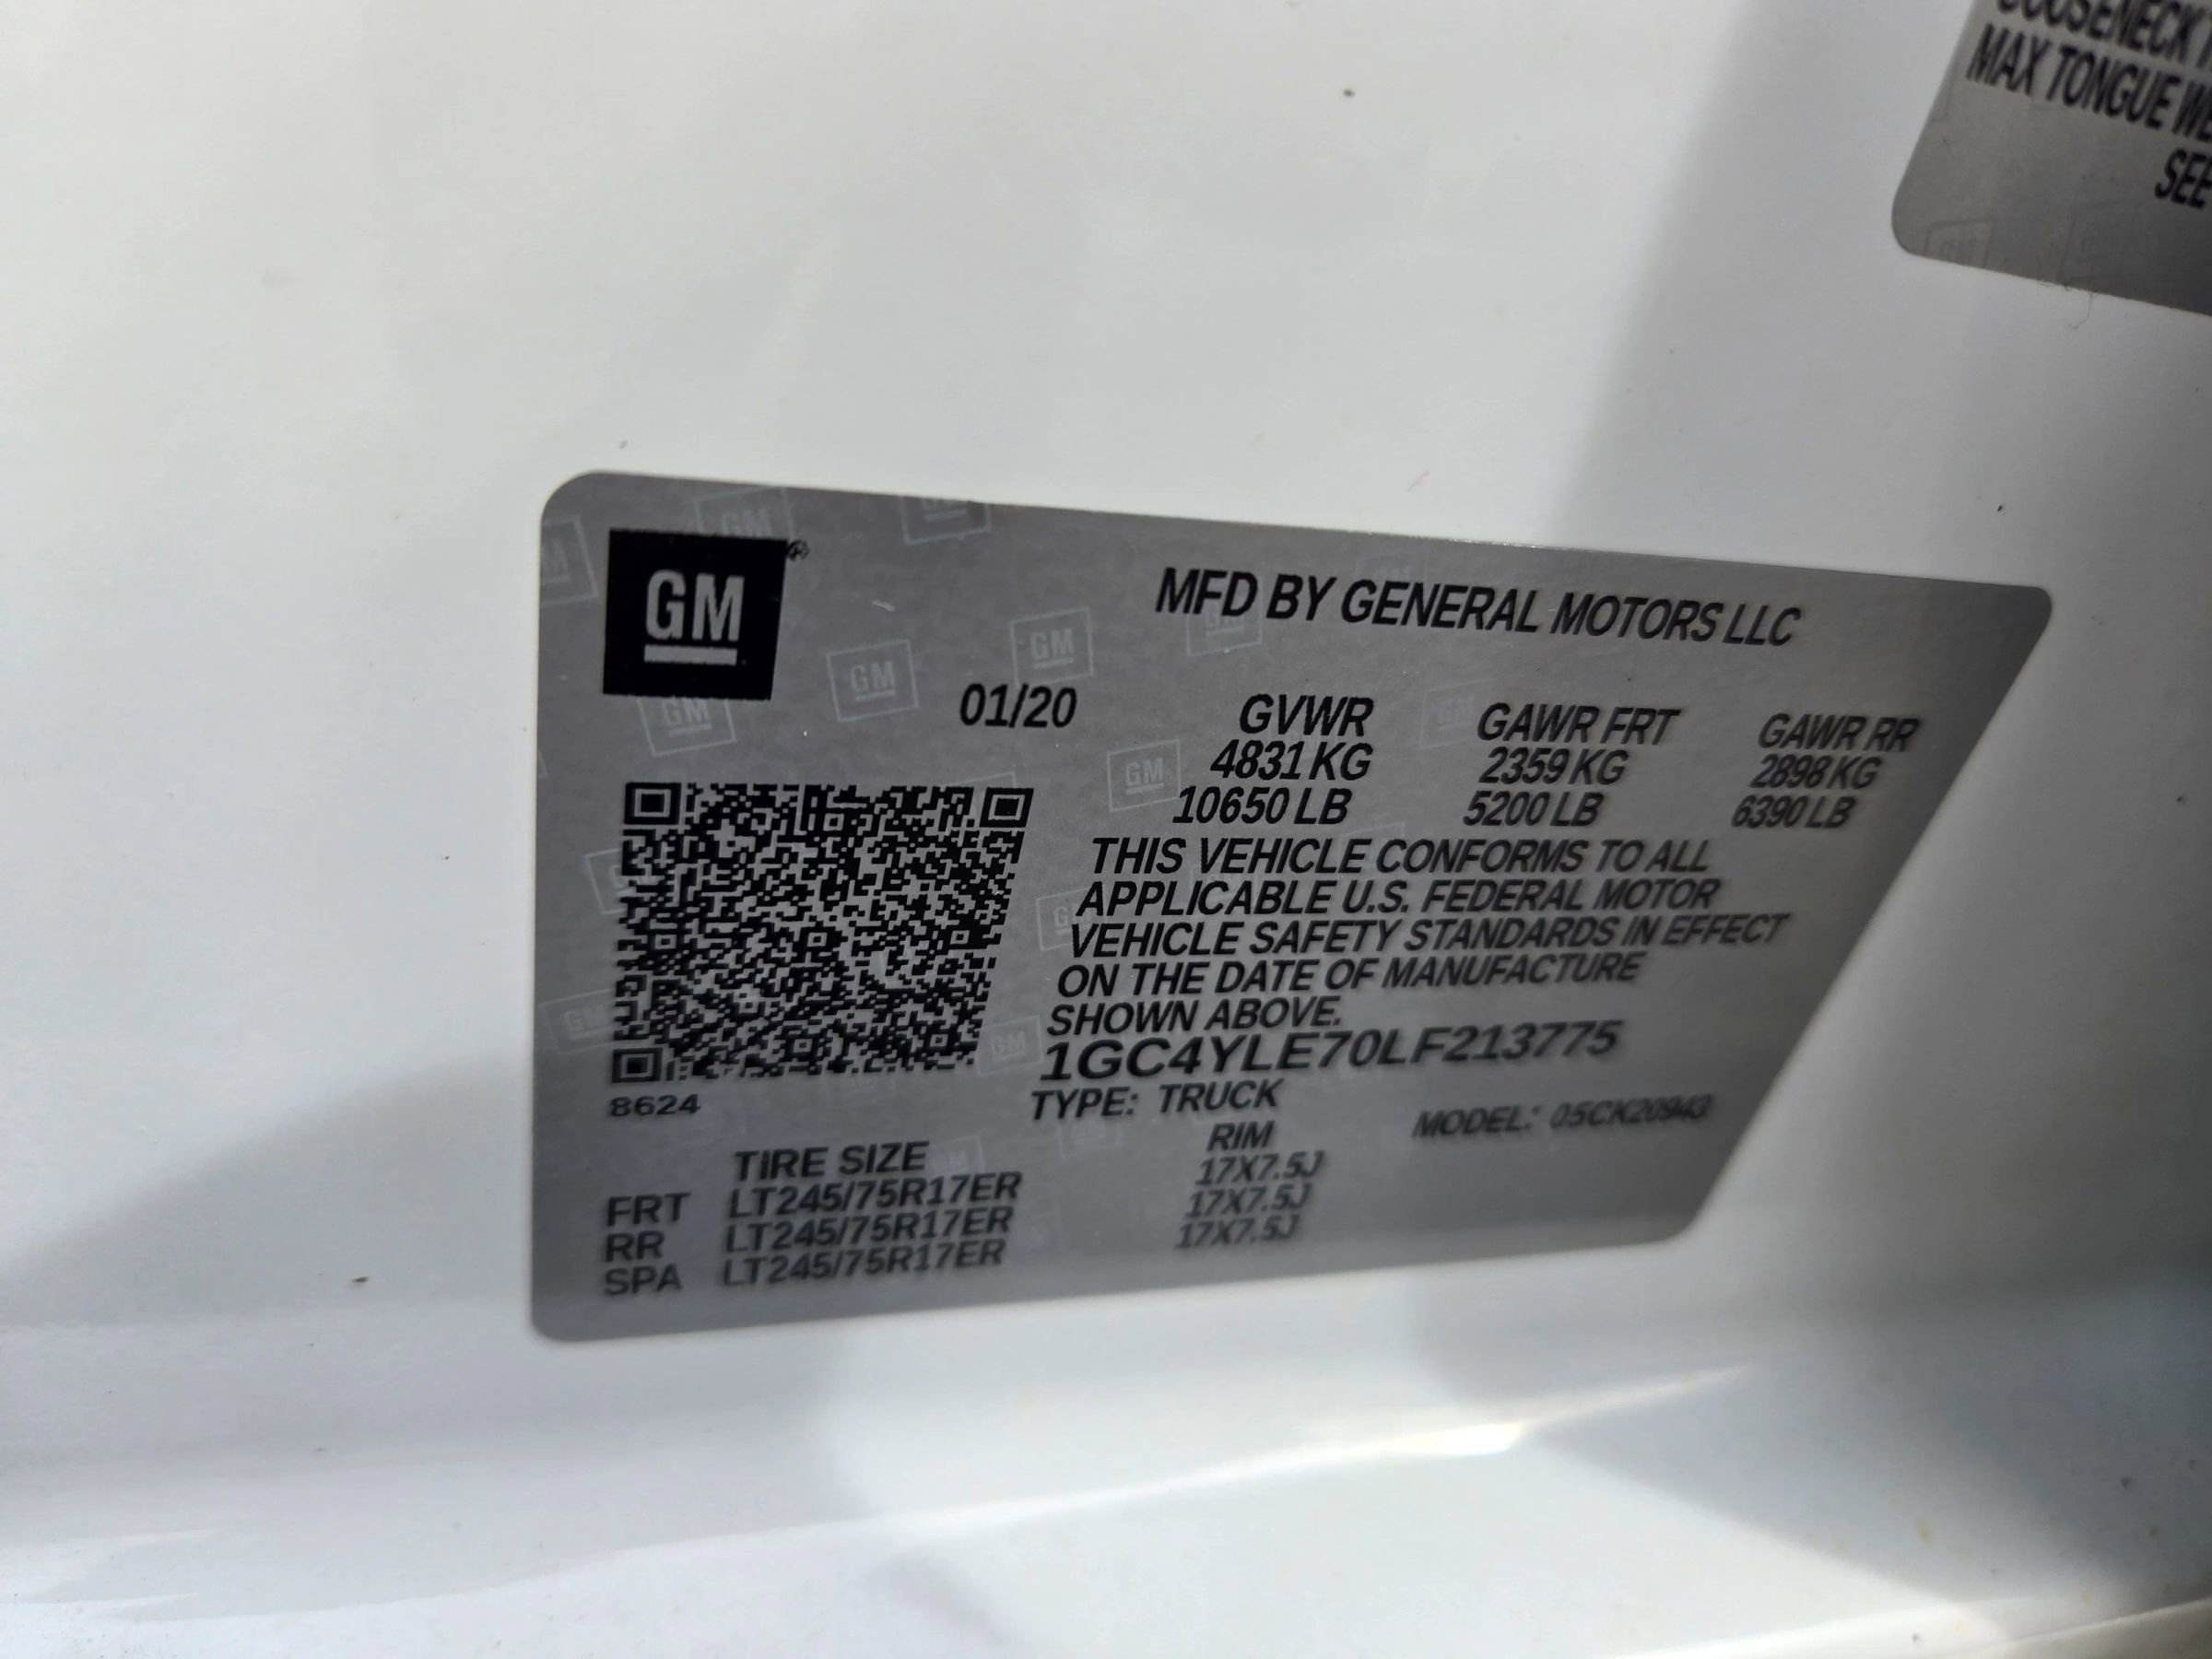 MAX TONGUE
SEE
GM
MFD BY GENERAL MOTORS LLC
01/20 GVWR GAWR FRT GAWR RR
4831 KG 2359 KG 2898 KG
10650 LB 5200 LB 6390 LB
THIS VEHICLE CONFORMS TO ALL
APPLICABLE U.S. FEDERAL MOTOR
VEHICLE SAFETY STANDARDS IN EFFECT
ON THE DATE OF MANUFACTURE
SHOWN ABOVE.
1GC4YLE70LF213775
8624
TYPE: TRUCK MODEL: 05CK20943
TIRE SIZE RIM
FRT LT245/75R17ER 17X7.5J
RR LT245/75R17ER 17X7.5J
SPA LT245/75R17ER 17X7.5J